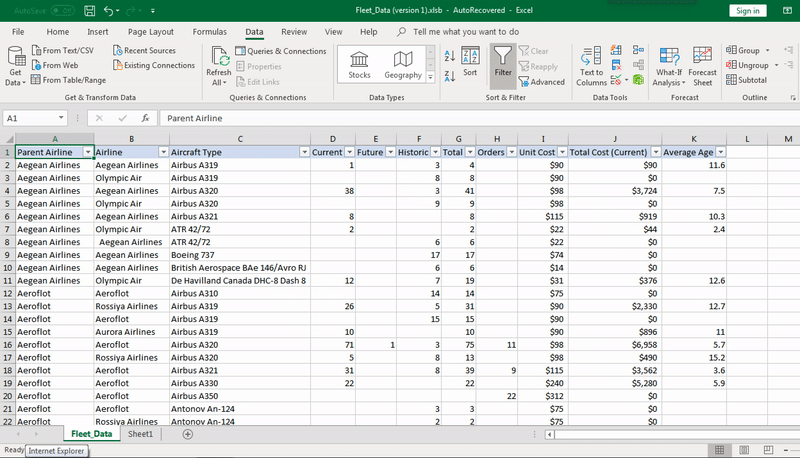 AutoSave Off Fleet_Data (version 1).xlsb - AutoRecovered - Excel Sign in
File Home Insert Page Layout Formulas Data Review View Help Tell me what you want to do
Get Data
From Text/CSV
From Web
From Table/Range
Recent Sources
Existing Connections
Get & Transform Data
Refresh All
Queries & Connections
Properties
Edit Links
Queries & Connections
Stocks Geography
Data Types
Sort Filter
Clear
Reapply
Advanced
Sort & Filter
Text to Columns
Data Tools
What-If Analysis
Forecast Sheet
Forecast
Group
Ungroup
Subtotal
Outline
A1 fx Parent Airline
A B C D E F G H I J K L M
1 Parent Airline Airline Aircraft Type Current Future Historic Total Orders Unit Cost Total Cost (Current) Average Age
2 Aegean Airlines Aegean Airlines Airbus A319 1 3 4 $90 $90 11.6
3 Aegean Airlines Olympic Air Airbus A319 8 8 $90 $0
4 Aegean Airlines Aegean Airlines Airbus A320 38 3 41 $98 $3,724 7.5
5 Aegean Airlines Olympic Air Airbus A320 9 9 $98 $0
6 Aegean Airlines Aegean Airlines Airbus A321 8 8 $115 $919 10.3
7 Aegean Airlines Olympic Air ATR 42/72 2 2 $22 $44 2.4
8 Aegean Airlines Aegean Airlines ATR 42/72 6 6 $22 $0
9 Aegean Airlines Aegean Airlines Boeing 737 17 17 $74 $0
10 Aegean Airlines Aegean Airlines British Aerospace BAe 146/Avro RJ 6 6 $14 $0
11 Aegean Airlines Olympic Air De Havilland Canada DHC-8 Dash 8 12 7 19 $31 $376 12.6
12 Aeroflot Aeroflot Airbus A310 14 14 $75 $0
13 Aeroflot Rossiya Airlines Airbus A319 26 5 31 $90 $2,330 12.7
14 Aeroflot Aeroflot Airbus A319 15 15 $90 $0
15 Aeroflot Aurora Airlines Airbus A319 10 10 $90 $896 11
16 Aeroflot Aeroflot Airbus A320 71 1 3 75 11 $98 $6,958 5.7
17 Aeroflot Rossiya Airlines Airbus A320 5 8 13 $98 $490 15.2
18 Aeroflot Aeroflot Airbus A321 31 8 39 9 $115 $3,562 3.6
19 Aeroflot Aeroflot Airbus A330 22 22 $240 $5,280 5.9
20 Aeroflot Aeroflot Airbus A350 22 $312 $0
21 Aeroflot Aeroflot Antonov An-124 3 3 $75 $0
22 Aeroflot Rossiya Airlines Antonov An-124 2 2 $75 $0
Fleet_Data Sheet1
Ready Internet Explorer